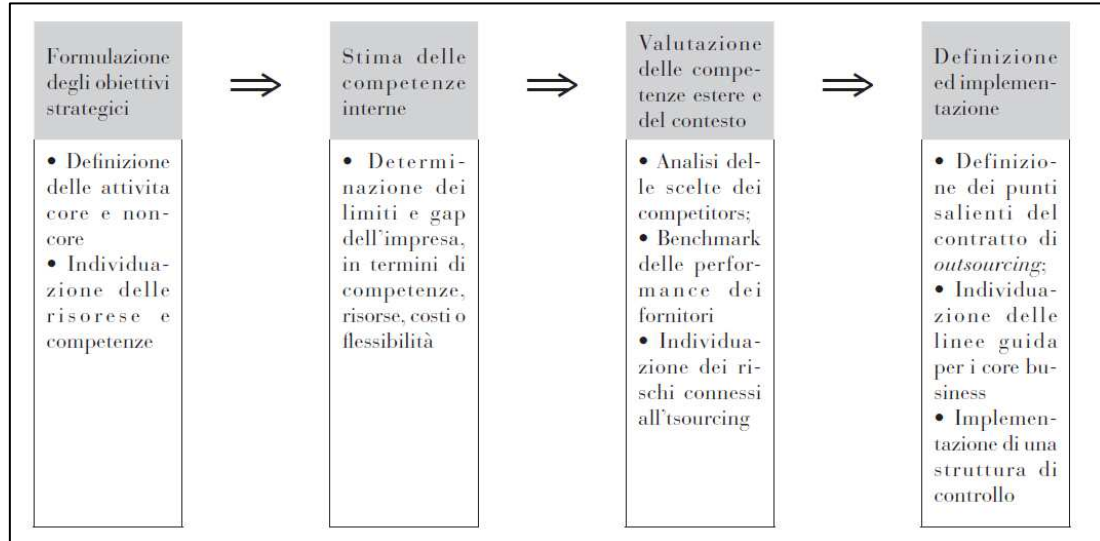 Formulazione
degli obiettivi
strategici
• Definizione
delle attivita
core e non-
core
• Individua-
zione delle
risorese e
competenze
⇒
Stima delle
competenze
interne
• Determi-
nazione dei
limiti e gap
dell'impresa,
in termini di
competenze,
risorse, costi o
flessibilità
⇒
Valutazione
delle compe-
tenze estere e
del contesto
• Analisi del-
le scelte dei
competitors;
• Benchmark
delle perfor-
mance dei
fornitori
• Individua-
zione dei ri-
schi connessi
all'tsourcing
⇒
Definizione
ed implemen-
tazione
• Definizio-
ne dei punti
salienti del
contratto di
outsourcing;
• Individua-
zione delle
linee guida
per i core bu-
siness
• Implemen-
tazione di una
struttura di
controllo